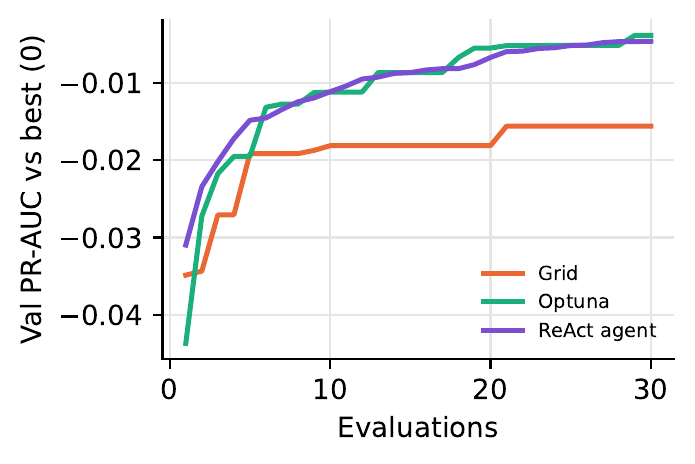 Val PR-AUC vs best (0)
−0.01
−0.02
−0.03
−0.04
Grid
Optuna
ReAct agent
0 10 20 30
Evaluations